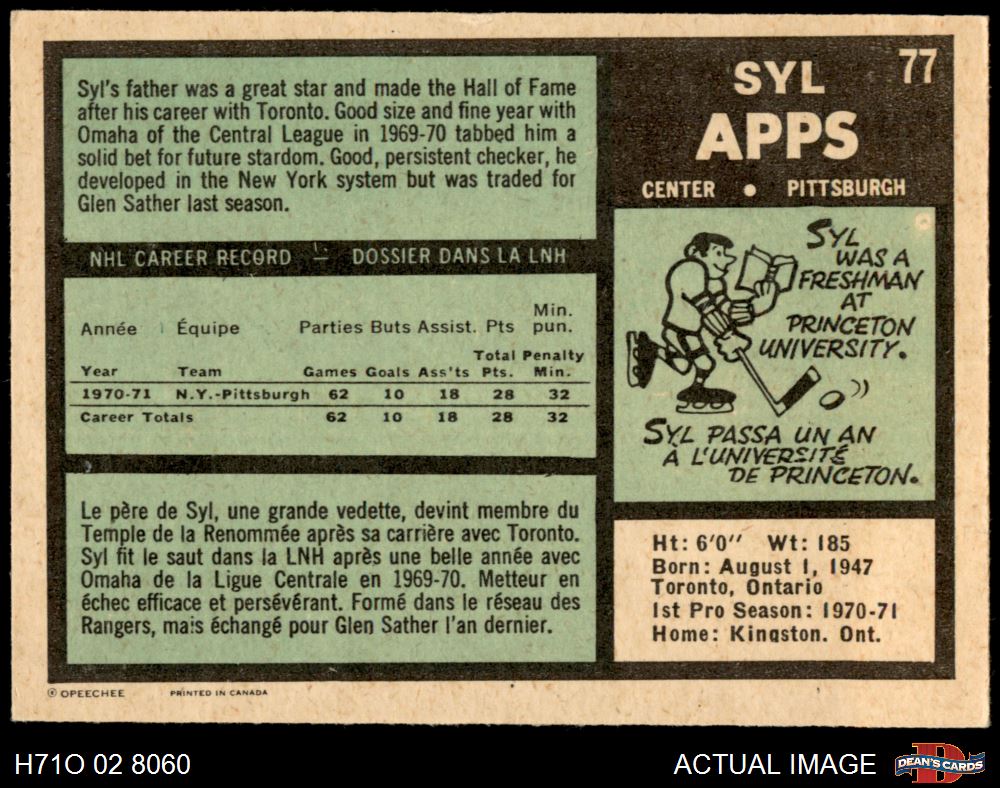 77
SYL
APPS
CENTER • PITTSBURGH
Syl's father was a great star and made the Hall of Fame
after his career with Toronto. Good size and fine year with
Omaha of the Central League in 1969-70 tabbed him a
solid bet for future stardom. Good, persistent checker, he
developed in the New York system but was traded for
Glen Sather last season.
NHL CAREER RECORD — DOSSIER DANS LA LNH
Min.
Année Équipe Parties Buts Assist. Pts pun.
Total Penalty
Year Team Games Goals Ass'ts Pts. Min.
1970-71 N.Y.-Pittsburgh 62 10 18 28 32
Career Totals 62 10 18 28 32
Le père de Syl, une grande vedette, devint membre du
Temple de la Renommée après sa carrière avec Toronto.
Syl fit le saut dans la LNH après une belle année avec
Omaha de la Ligue Centrale en 1969-70. Metteur en
échec efficace et persévérant. Formé dans le réseau des
Rangers, mais échangé pour Glen Sather l'an dernier.
SYL
WAS A
FRESHMAN
AT
PRINCETON
UNIVERSITY.
SYL PASSA UN AN
À L'UNIVERSITÉ
DE PRINCETON.
Ht: 6'0" Wt: 185
Born: August 1, 1947
Toronto, Ontario
1st Pro Season: 1970-71
Home: Kingston, Ont.
© OPEECHEE PRINTED IN CANADA
H71O 02 8060
ACTUAL IMAGE
D
DEAN'S CARDS